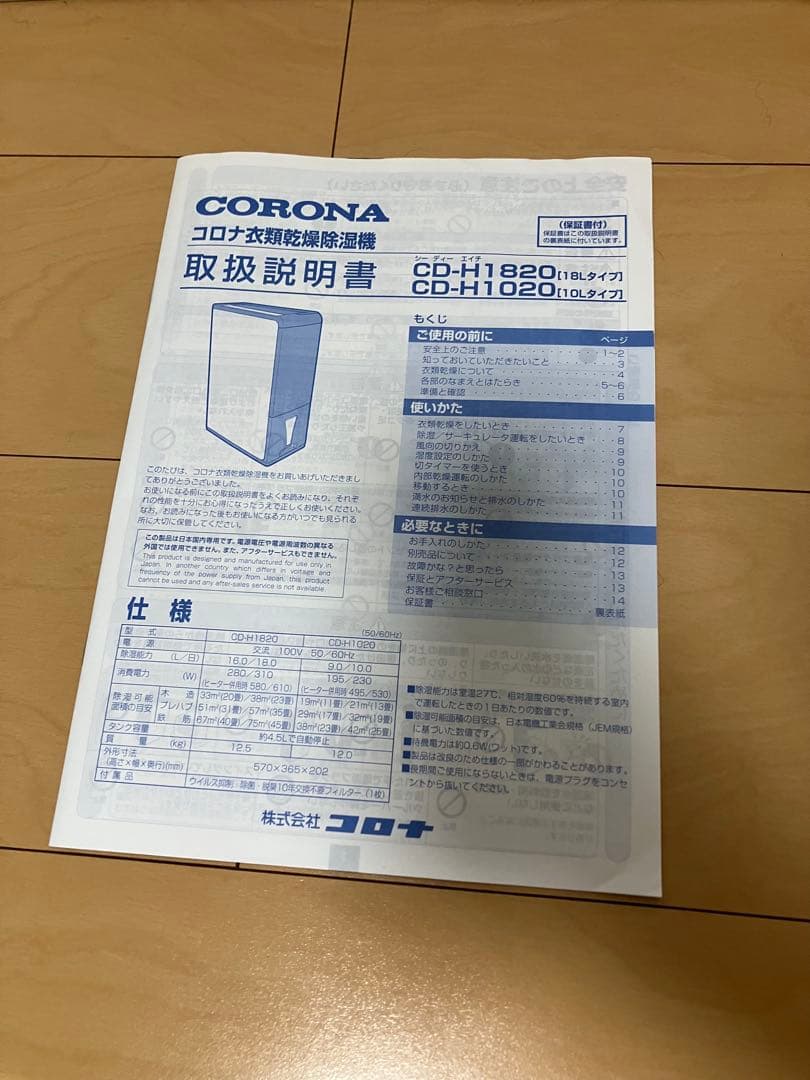 CORONA
コロナ衣類乾燥除湿機
取扱説明書
(保証書付)
保証書はこの取扱説明書
の裏表紙に付いています。
シー ディー エイチ
CD-H1820[18Lタイプ]
CD-H1020[10Lタイプ]
もくじ
ご使用の前に ページ
安全上のご注意 1~2
知っておいていただきたいこと 3
衣類乾燥について 4
各部のなまえとはたらき 5~6
準備と確認 6
使いかた
衣類乾燥をしたいとき 7
除湿/サーキュレータ運転をしたいとき 8
風向の切りかえ 9
湿度設定のしかた 9
切タイマーを使うとき 10
内部乾燥運転のしかた 10
移動するとき 10
満水のお知らせと排水のしかた 11
連続排水のしかた 11
必要なときに
お手入れのしかた 12
別売品について 12
故障かな?と思ったら 13
保証とアフターサービス 13
お客様ご相談窓口 14
保証書 裏表紙
このたびは、コロナ衣類乾燥除湿機をお買いあげいただきまし
てありがとうございました。
お使いになる前にこの取扱説明書をよくお読みになり、それぞ
れの性能を十分にお心得になったうえで正しくお使いください。
なお、お読みになった後もお使いになる方がいつでも見られる
所に大切に保管してください。
この製品は日本国内専用です。電源電圧や電源周波数の異なる
外国では使用できません。また、アフターサービスもできません。
This product is designed and manufactured for use only in
Japan. In another country which differs in voltage and
frequency of the power supply from Japan, this product
cannot be used and any after-sales service is not available.
仕様
(50/60Hz)
型式 CD-H1820 CD-H1020
電源 交流 100V 50/60Hz
除湿能力 (L/日) 16.0/18.0 9.0/10.0
消費電力 (W) 280/310 195/230
(ヒーター併用時 580/610) (ヒーター併用時 495/530)
除湿可能面積の目安 木造 33m²(20畳)/38m²(23畳) 19m²(11畳)/21m²(13畳)
プレハブ 51m²(31畳)/57m²(35畳) 29m²(17畳)/32m²(19畳)
鉄筋 67m²(40畳)/75m²(45畳) 38m²(23畳)/42m²(25畳)
タンク容量 約4.5Lで自動停止
質量 (kg) 12.5 12.0
外形寸法(高さ×幅×奥行)(mm) 570×365×202
付属品 ウイルス抑制・除菌・脱臭10年交換不要フィルター(1枚)
■除湿能力は室温27℃、相対湿度60%を持続する室内
で運転したときの1日あたりの数値です。
■除湿可能面積の目安は、日本電機工業会規格(JEM規格)
に基づいた数値です。
■待機電力は約0.6W(ワット)です。
■製品は改良のため仕様の一部がかわることがあります。
■長期間ご使用にならないときは、電源プラグをコンセ
ントから抜いてください。
株式会社 コロナ